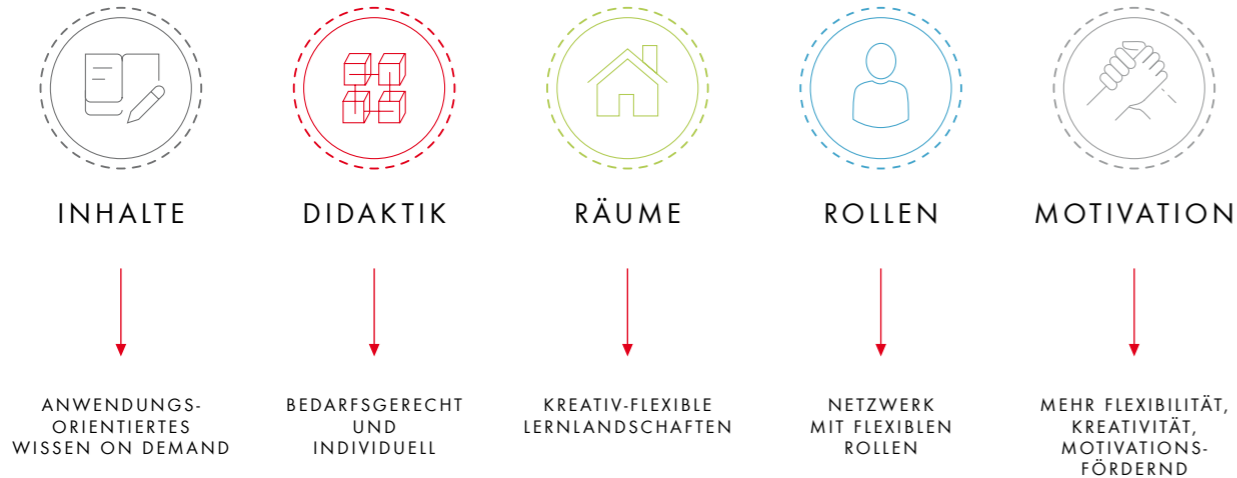 INHALTE
DIDAKTIK
RÄUME
ROLLEN
MOTIVATION
ANWENDUNGS-
ORIENTIERTES
WISSEN ON DEMAND
BEDARFSGERECHT
UND
INDIVIDUELL
KREATIV-FLEXIBLE
LERNLANDSCHAFTEN
NETZWERK
MIT FLEXIBLEN
ROLLEN
MEHR FLEXIBILITÄT,
KREATIVITÄT,
MOTIVATIONS-
FÖRDERND